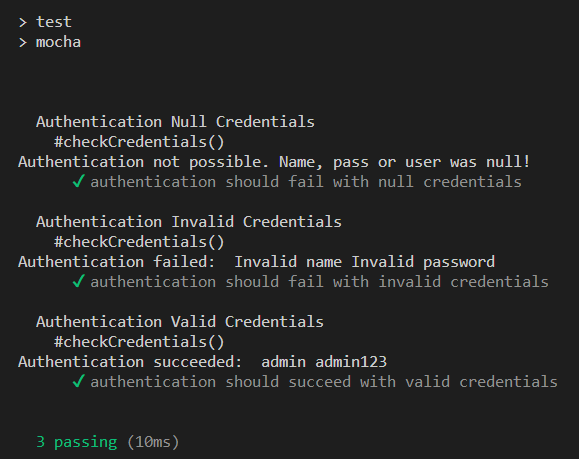 > test
> mocha
Authentication Null Credentials
#checkCredentials()
Authentication not possible. Name, pass or user was null!
✓ authentication should fail with null credentials
Authentication Invalid Credentials
#checkCredentials()
Authentication failed:  Invalid name Invalid password
✓ authentication should fail with invalid credentials
Authentication Valid Credentials
#checkCredentials()
Authentication succeeded:  admin admin123
✓ authentication should succeed with valid credentials
3 passing (10ms)